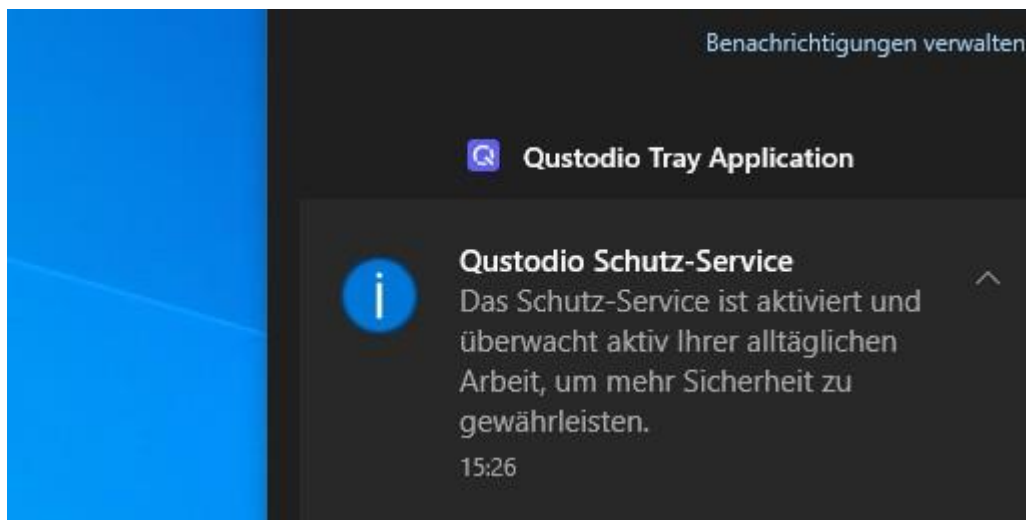 Benachrichtigungen verwalten
Qustodio Tray Application
Qustodio Schutz-Service
Das Schutz-Service ist aktiviert und
überwacht aktiv Ihrer alltäglichen
Arbeit, um mehr Sicherheit zu
gewährleisten.
15:26